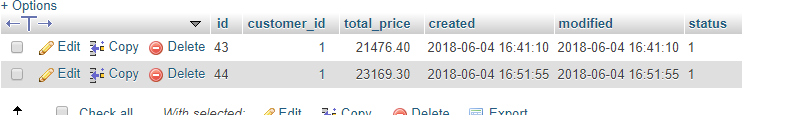 + Options
←T→ id customer_id total_price created modified status
Edit Copy Delete 43 1 21476.40 2018-06-04 16:41:10 2018-06-04 16:41:10 1
Edit Copy Delete 44 1 23169.30 2018-06-04 16:51:55 2018-06-04 16:51:55 1
Check all With selected: Edit Copy Delete Export